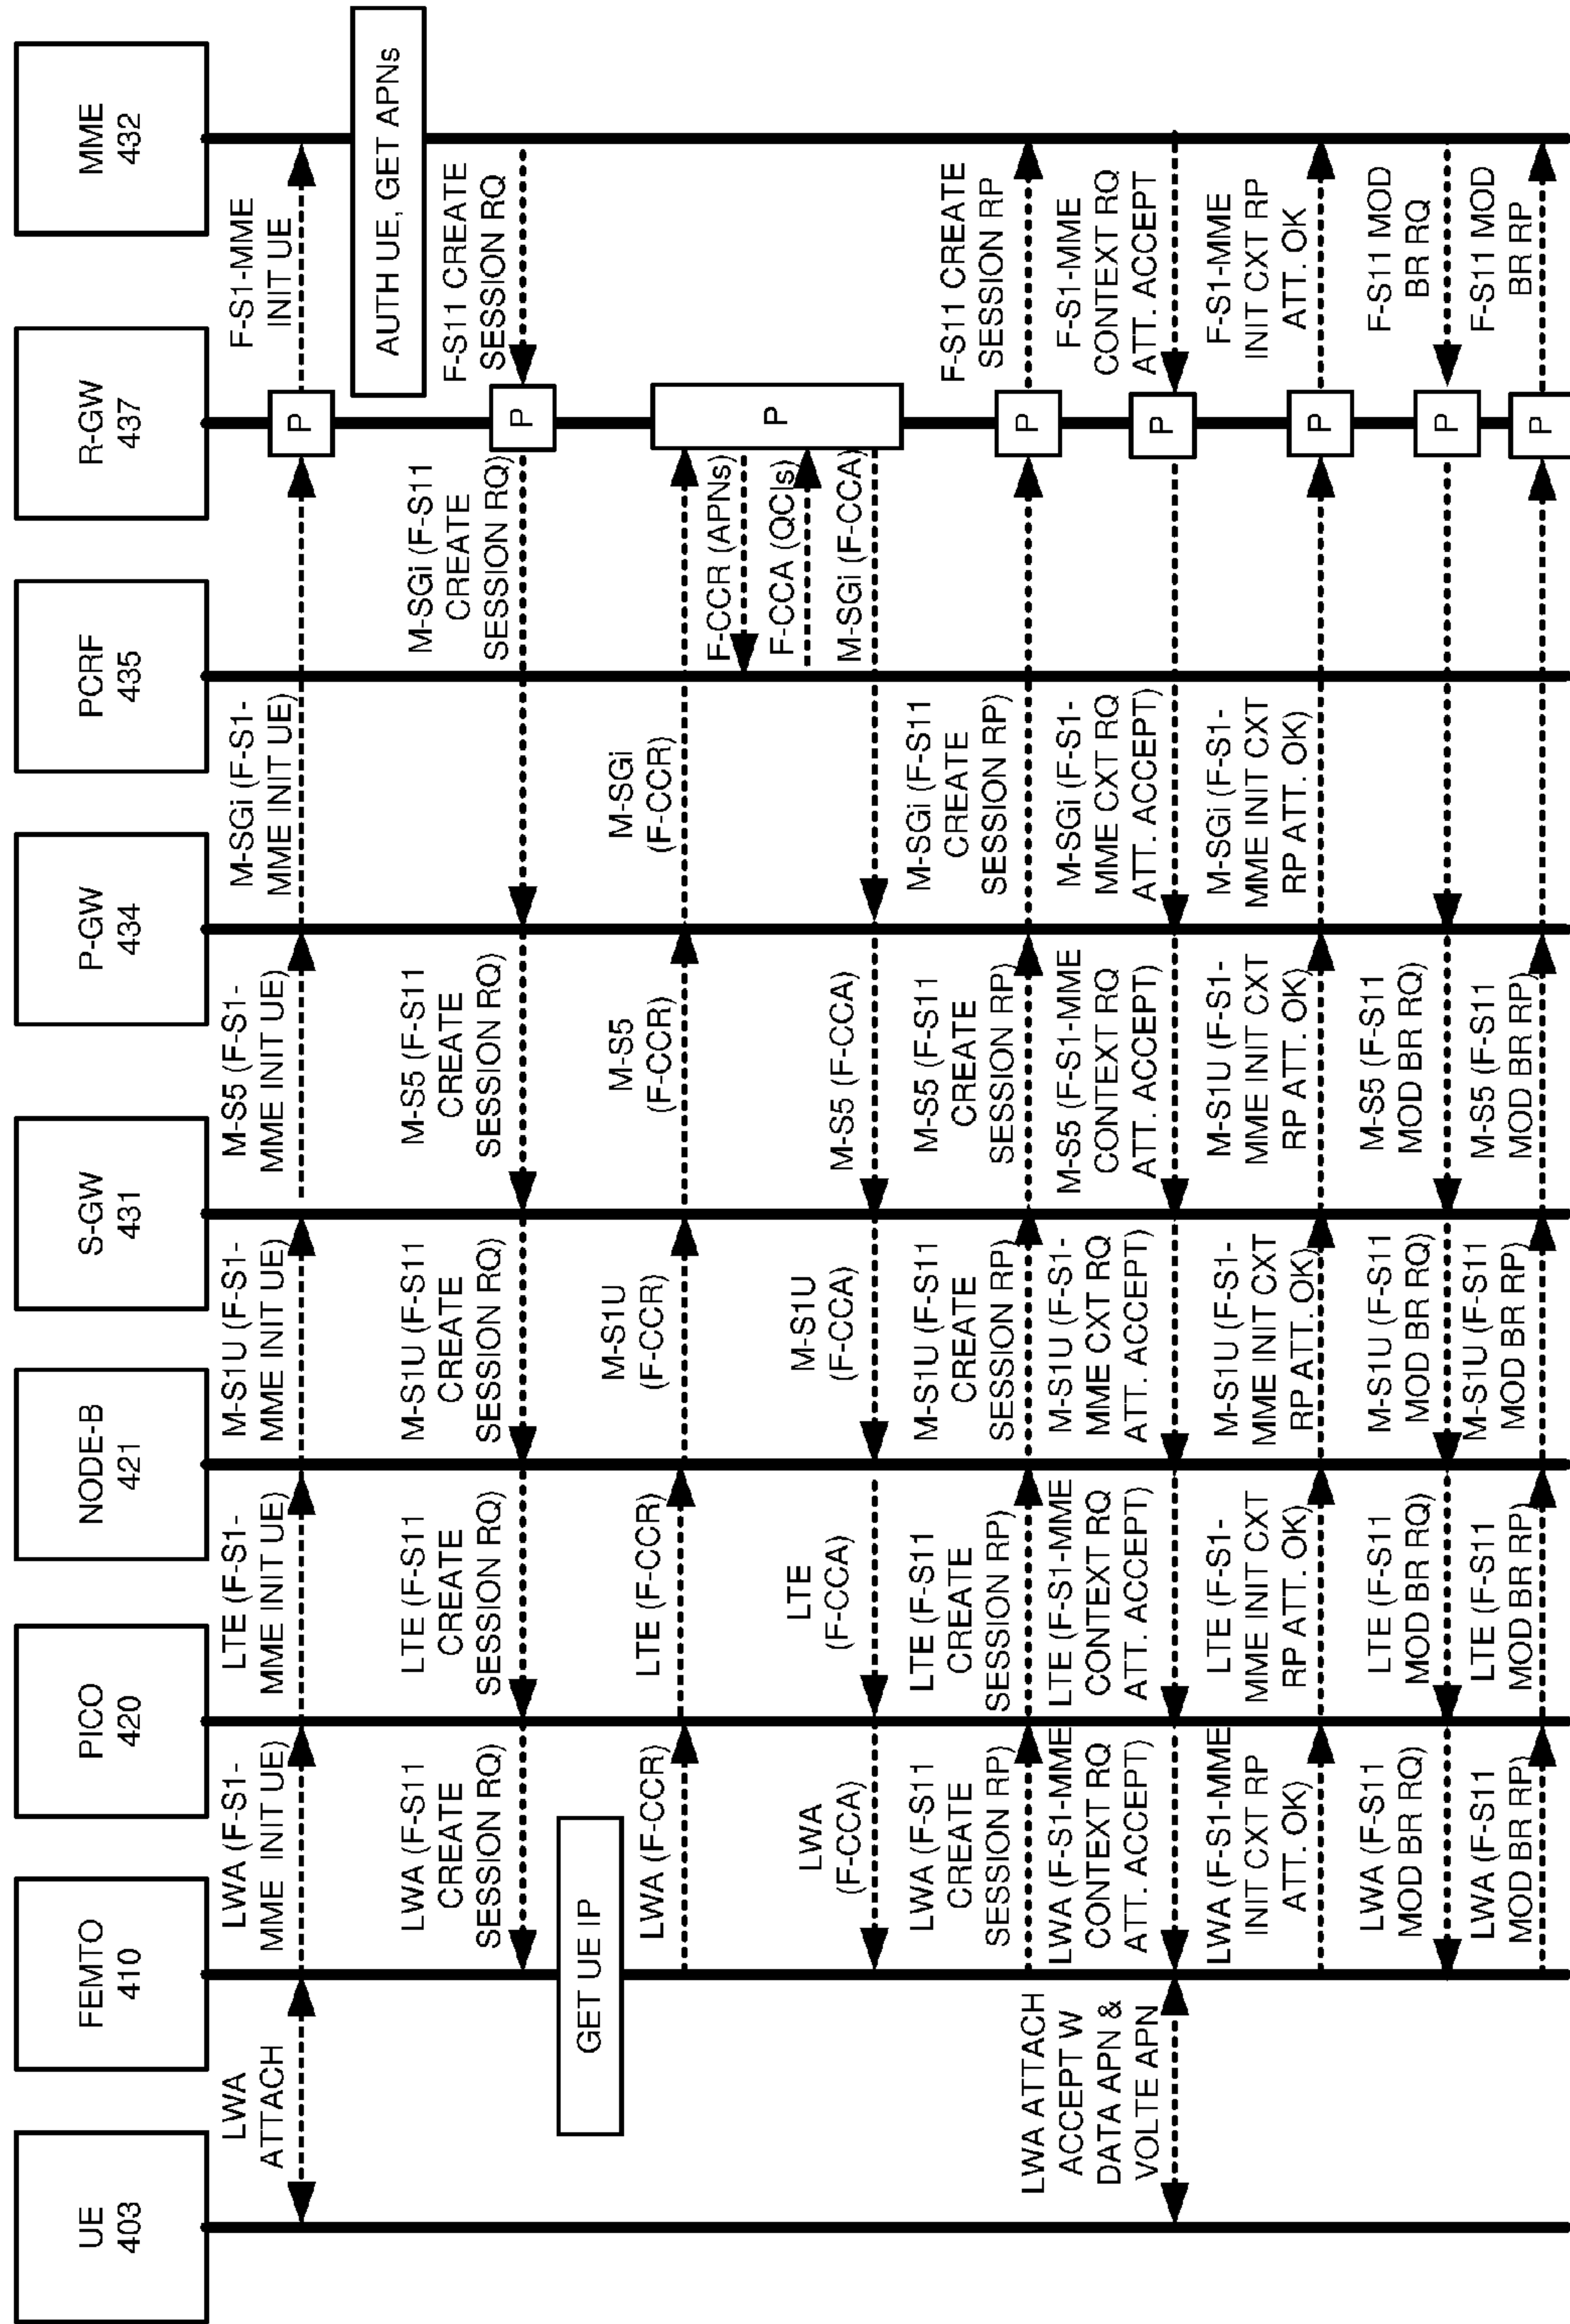 UE
403
FEMTO
410
PICO
420
NODE-B
421
S-GW
431
P-GW
434
PCRF
435
R-GW
437
MME
432
LWA
ATTACH
LWA (F-S1-
MME INIT UE)
LTE (F-S1-
MME INIT UE)
M-S1U (F-S1-
MME INIT UE)
M-S5 (F-S1-
MME INIT UE)
M-SGi (F-S1-
MME INIT UE)
P
F-S1-MME
INIT UE
AUTH UE, GET APNs
LWA (F-S11
CREATE
SESSION RQ)
LTE (F-S11
CREATE
SESSION RQ)
M-S1U (F-S11
CREATE
SESSION RQ)
M-S5 (F-S11
CREATE
SESSION RQ)
M-SGi (F-S11
CREATE
SESSION RQ)
P
F-S11 CREATE
SESSION RQ
GET UE IP
LWA (F-CCR)
LTE (F-CCR)
M-S1U
(F-CCR)
M-S5
(F-CCR)
M-SGi
(F-CCR)
P
F-CCR (APNs)
F-CCA (QCIs)
LWA
(F-CCA)
LTE
(F-CCA)
M-S1U
(F-CCA)
M-S5 (F-CCA)
M-SGi (F-CCA)
LWA (F-S11
CREATE
SESSION RP)
LTE (F-S11
CREATE
SESSION RP)
M-S1U (F-S11
CREATE
SESSION RP)
M-S5 (F-S11
CREATE
SESSION RP)
M-SGi (F-S11
CREATE
SESSION RP)
P
F-S11 CREATE
SESSION RP
LWA ATTACH
ACCEPT W
DATA APN &
VOLTE APN
LWA (F-S1-MME
CONTEXT RQ
ATT. ACCEPT)
LTE (F-S1-MME
CONTEXT RQ
ATT. ACCEPT)
M-S1U (F-S1-
MME CXT RQ
ATT. ACCEPT)
M-S5 (F-S1-MME
CONTEXT RQ
ATT. ACCEPT)
M-SGi (F-S1-
MME CXT RQ
ATT. ACCEPT)
P
F-S1-MME
CONTEXT RQ
ATT. ACCEPT
LWA (F-S1-MME
INIT CXT RP
ATT. OK)
LTE (F-S1-
MME INIT CXT
RP ATT. OK)
M-S1U (F-S1-
MME INIT CXT
RP ATT. OK)
M-S1U (F-S1-
MME INIT CXT
RP ATT. OK)
M-SGi (F-S1-
MME INIT CXT
RP ATT. OK)
P
F-S1-MME
INIT CXT RP
ATT. OK
LWA (F-S11
MOD BR RQ)
LTE (F-S11
MOD BR RQ)
M-S1U (F-S11
MOD BR RQ)
M-S5 (F-S11
MOD BR RQ)
P
F-S11 MOD
BR RQ
LWA (F-S11
MOD BR RP)
LTE (F-S11
MOD BR RP)
M-S1U (F-S11
MOD BR RP)
M-S5 (F-S11
MOD BR RP)
P
F-S11 MOD
BR RP